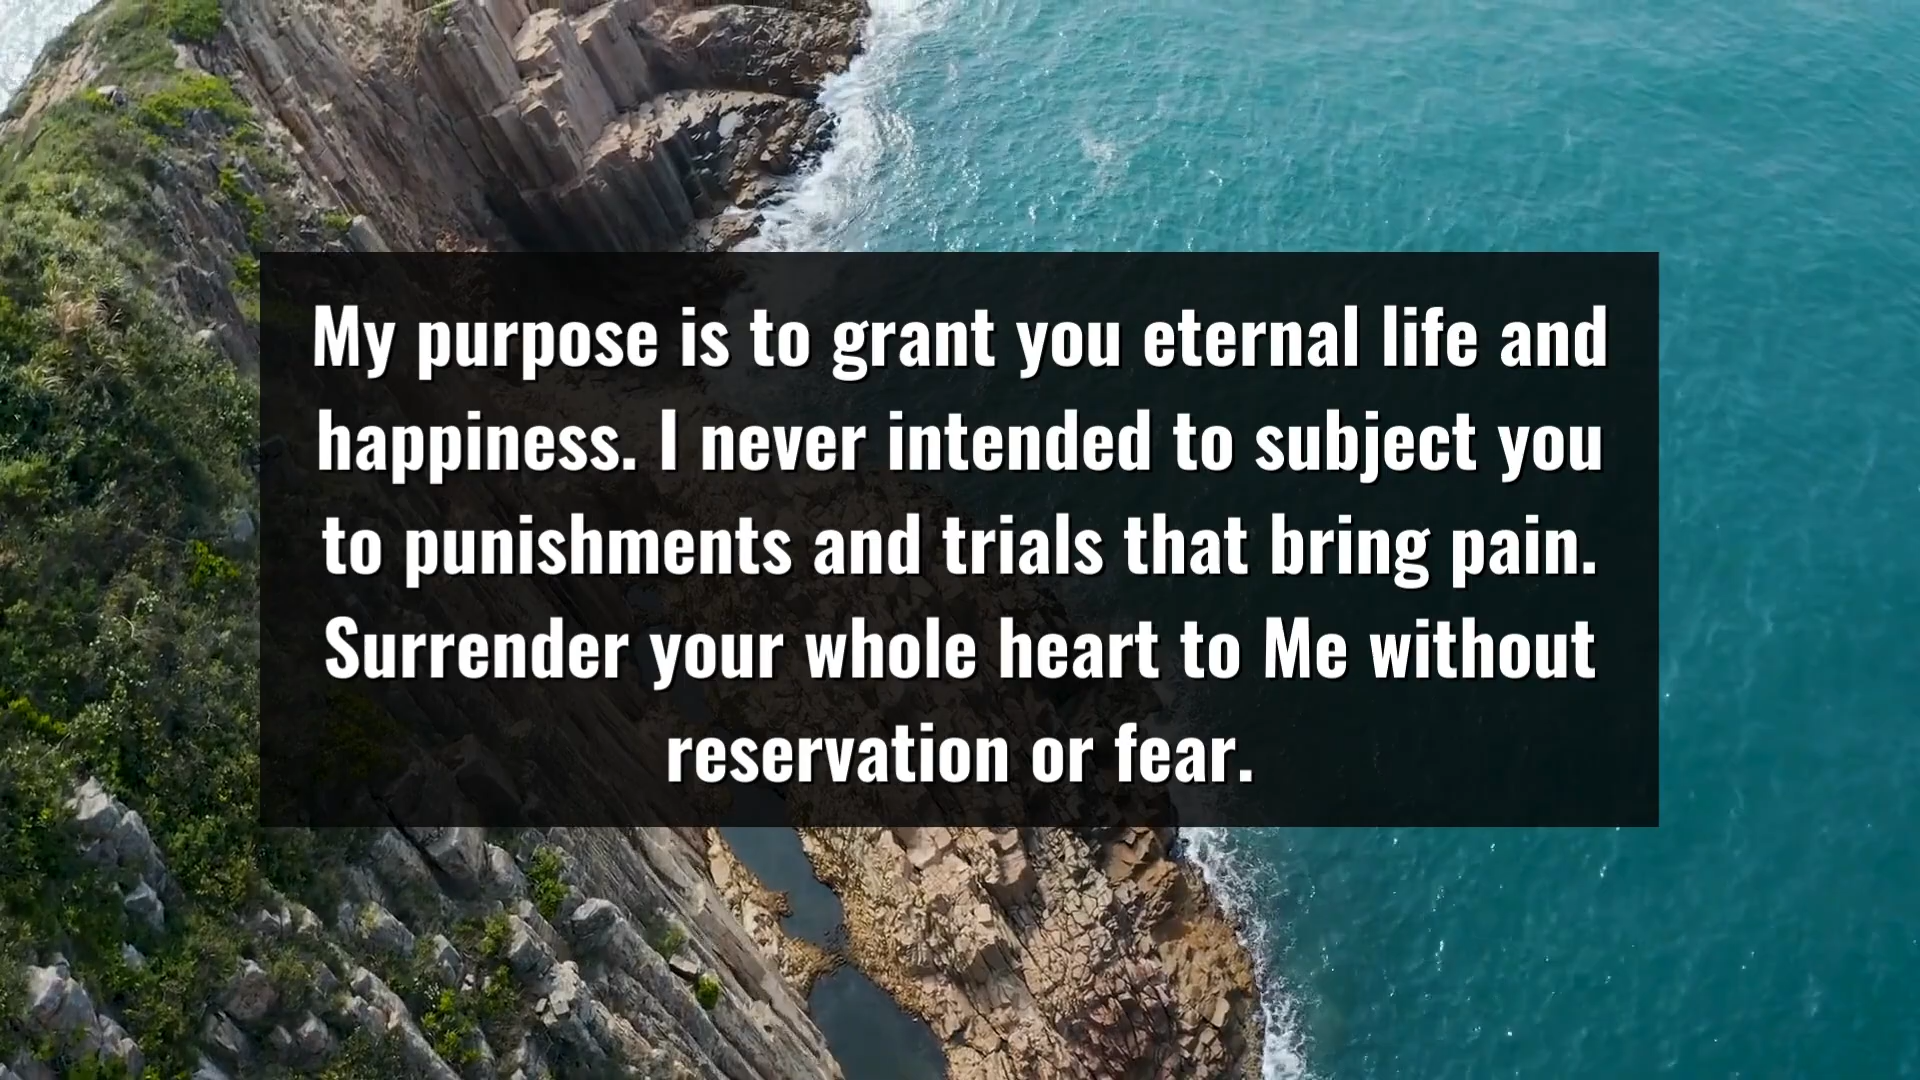 My purpose is to grant you eternal life and
happiness. I never intended to subject you
to punishments and trials that bring pain.
Surrender your whole heart to Me without
reservation or fear.